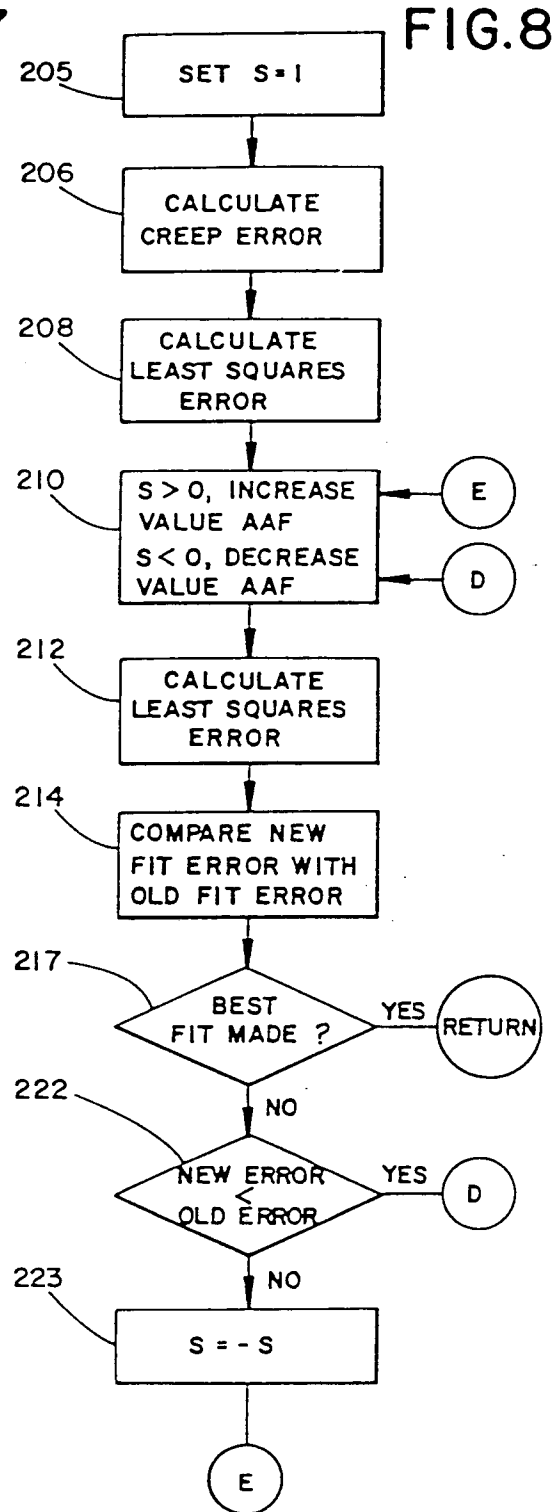 FIG.8
205
SET S=1
206
CALCULATE
CREEP ERROR
208
CALCULATE
LEAST SQUARES
ERROR
210
S > 0, INCREASE
VALUE AAF
S < 0, DECREASE
VALUE AAF
E
D
212
CALCULATE
LEAST SQUARES
ERROR
214
COMPARE NEW
FIT ERROR WITH
OLD FIT ERROR
217
BEST
FIT MADE ?
YES
RETURN
NO
222
NEW ERROR
<
OLD ERROR
YES
D
NO
223
S = - S
E